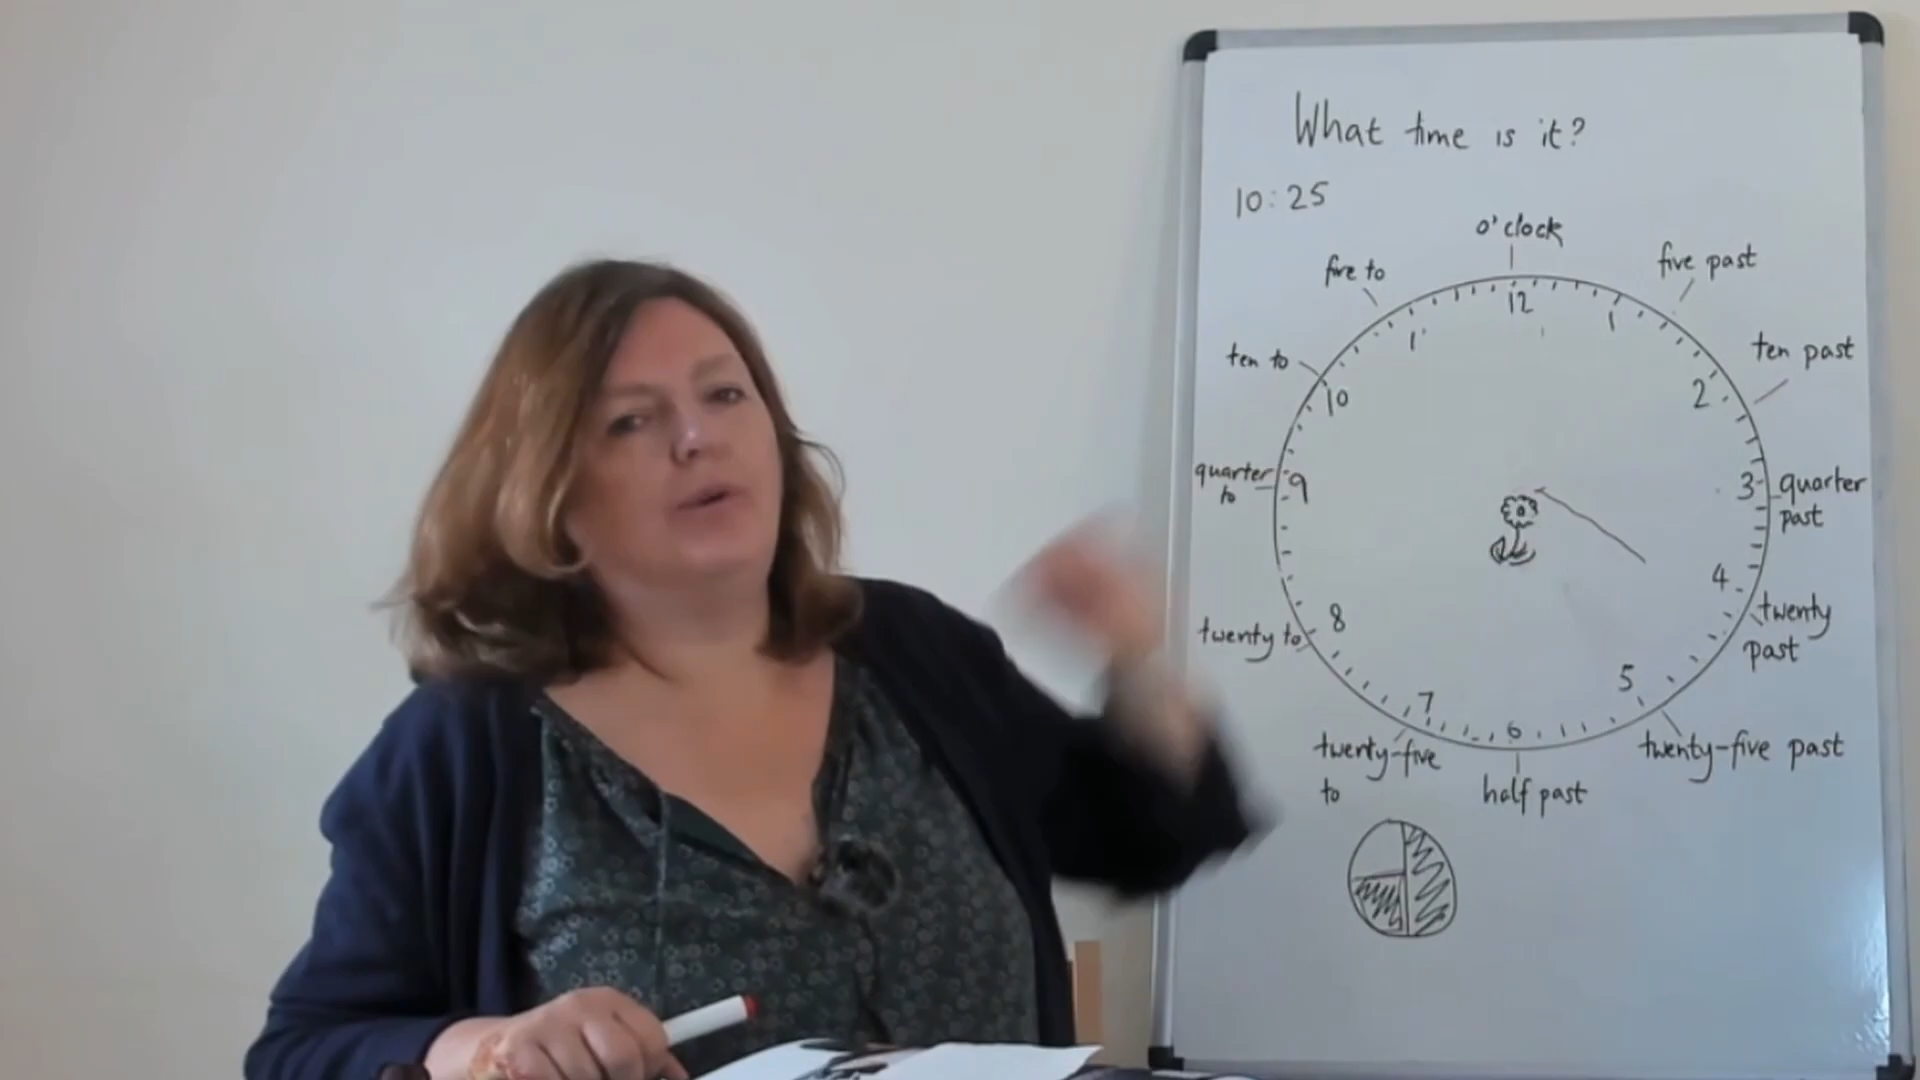 What time is it?
10:25
o'clock
five to
five past
12
1
1
ten to
ten past
10
2
quarter
to
9
3
quarter
past
4
twenty
past
8
twenty to
5
7
6
twenty-five
to
half past
twenty-five past